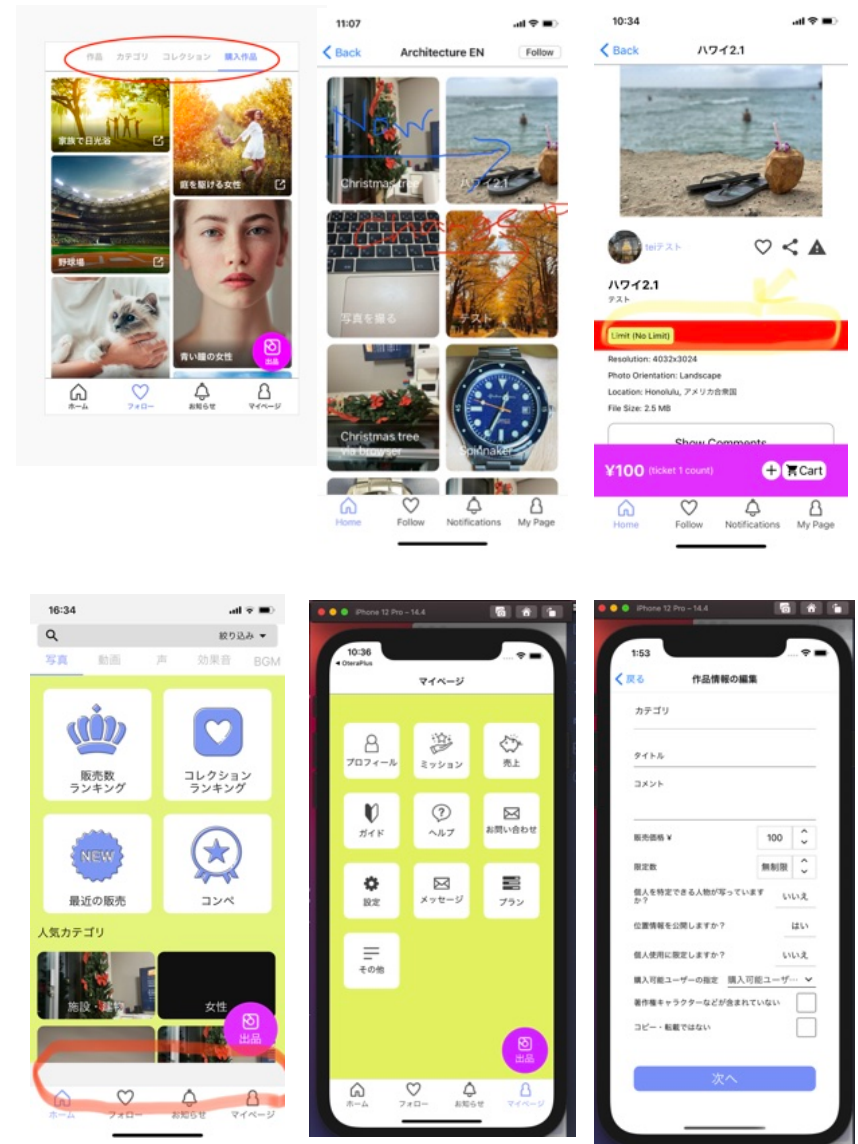 作品 カテゴリ コレクション 購入作品
家族で日光浴
庭を駆ける女性
野球場
青い瞳の女性
出品
ホーム フォロー お知らせ マイページ
11:07
Back Architecture EN Follow
Now
Christmas tree ハワイ2.1
Change
写真を撮る テスト
Christmas tree
via browser Spinnaker
Home Follow Notifications My Page
10:34
Back ハワイ2.1
teiテスト
ハワイ2.1
テスト
Limit (No Limit)
Resolution: 4032x3024
Photo Orientation: Landscape
Location: Honolulu, アメリカ合衆国
File Size: 2.5 MB
Show Comments
¥100 (ticket 1 count) + Cart
Home Follow Notifications My Page
16:34
絞り込み
写真 動画 声 効果音 BGM
販売数
ランキング
コレクション
ランキング
NEW
最近の販売 コンペ
人気カテゴリ
施設・建物 女性
出品
ホーム フォロー お知らせ マイページ
iPhone 12 Pro – 14.4
10:36
OteraPlus
マイページ
プロフィール ミッション 売上
ガイド ヘルプ お問い合わせ
設定 メッセージ プラン
その他
出品
ホーム フォロー お知らせ マイページ
iPhone 12 Pro – 14.4
1:53
戻る 作品情報の編集
カテゴリ
タイトル
コメント
販売価格 ¥ 100
限定数 無制限
個人を特定できる人物が写っています
か? いいえ
位置情報を公開しますか? はい
個人使用に限定しますか? いいえ
購入可能ユーザーの指定 購入可能ユーザ…
著作権キャラクターなどが含まれていない
コピー・転載ではない
次へ